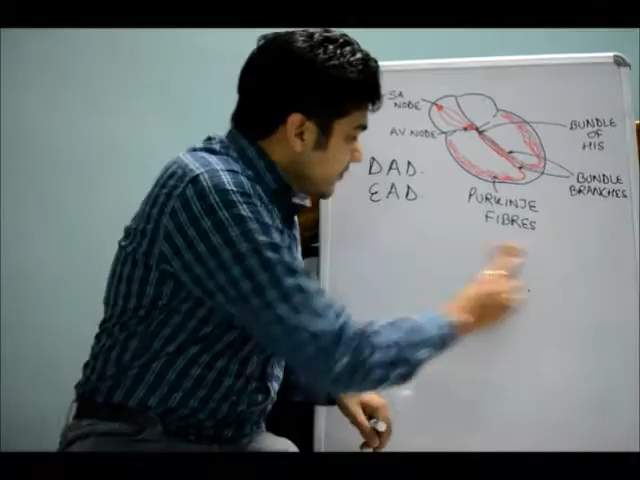 SA
NODE
AV NODE
BUNDLE
OF
HIS
BUNDLE
BRANCHES
PURKINJE
FIBRES
DAD.
EAD